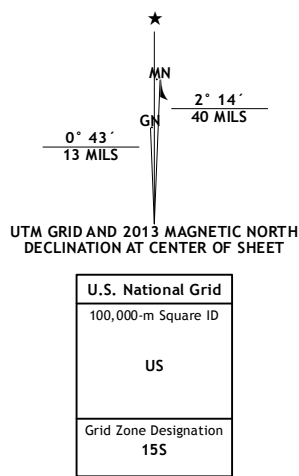 MN
GN
2° 14´
40 MILS
0° 43´
13 MILS
UTM GRID AND 2013 MAGNETIC NORTH
DECLINATION AT CENTER OF SHEET
U.S. National Grid
100,000-m Square ID
US
Grid Zone Designation
15S